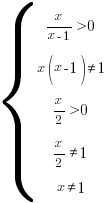 x/(x-1) > 0
x(x-1) ≠ 1
x/2 > 0
x/2 ≠ 1
x ≠ 1